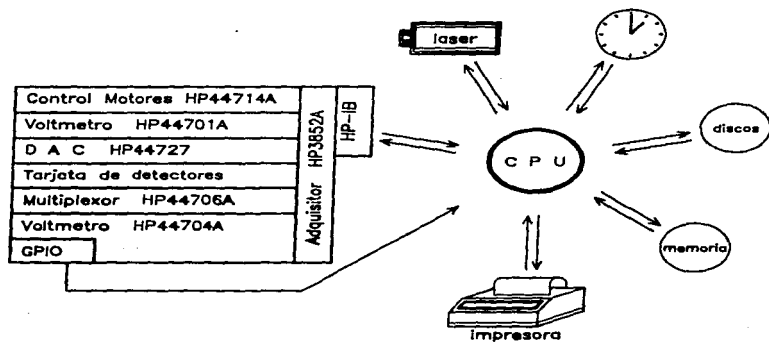 laser
Control Motores HP44714A
Voltmetro HP44701A
D A C HP44727
Tarjata de detectores
Multiplexor HP44706A
Voltmetro HP44704A
GPIO
Adquisitor HP3852A
HP-IB
C P U
discos
memoria
impresora